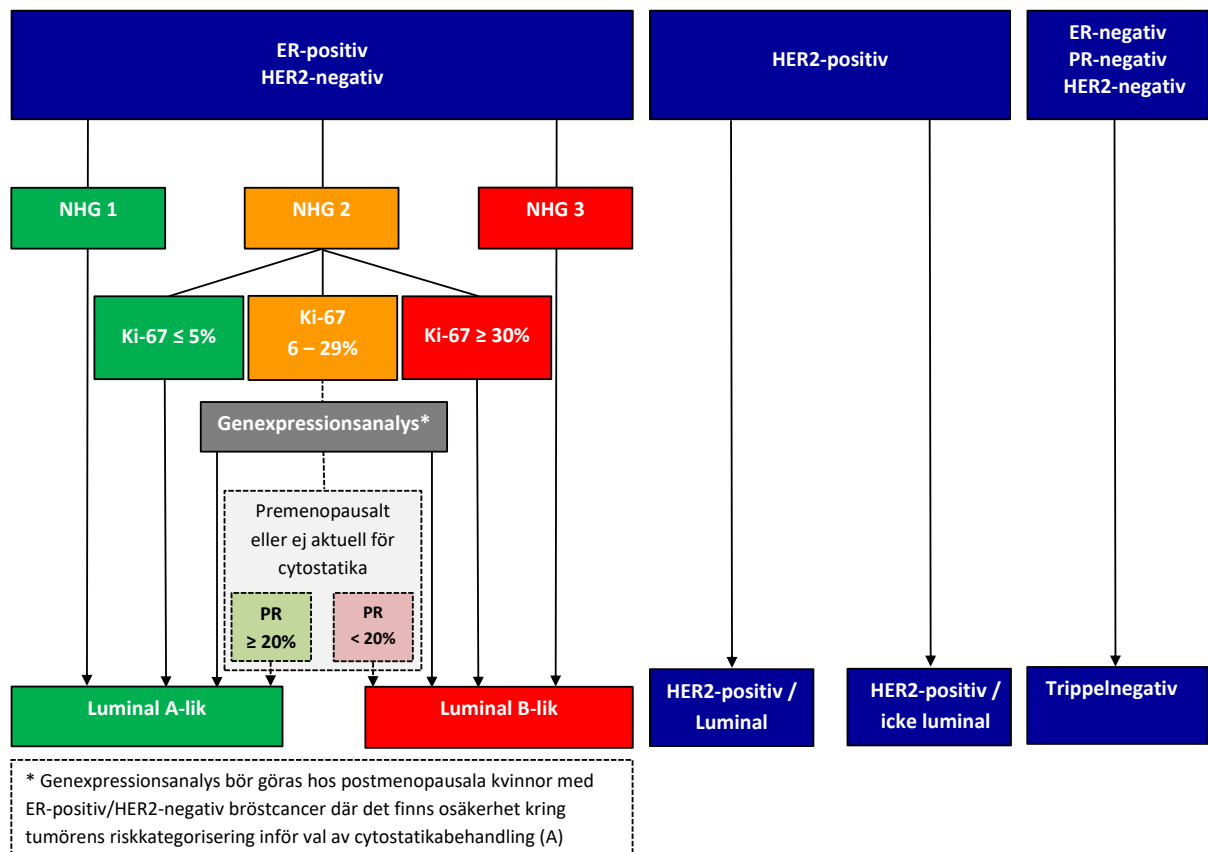 ER-positiv
HER2-negativ
HER2-positiv
ER-negativ
PR-negativ
HER2-negativ
NHG 1
NHG 2
NHG 3
Ki-67 ≤ 5%
Ki-67
6 – 29%
Ki-67 ≥ 30%
Genexpressionsanalys*
Premenopausalt
eller ej aktuell för
cytostatika
PR
≥ 20%
PR
< 20%
Luminal A-lik
Luminal B-lik
HER2-positiv /
Luminal
HER2-positiv /
icke luminal
Trippelnegativ
* Genexpressionsanalys bör göras hos postmenopausala kvinnor med
ER-positiv/HER2-negativ bröstcancer där det finns osäkerhet kring
tumörens riskkategorisering inför val av cytostatikabehandling (A)